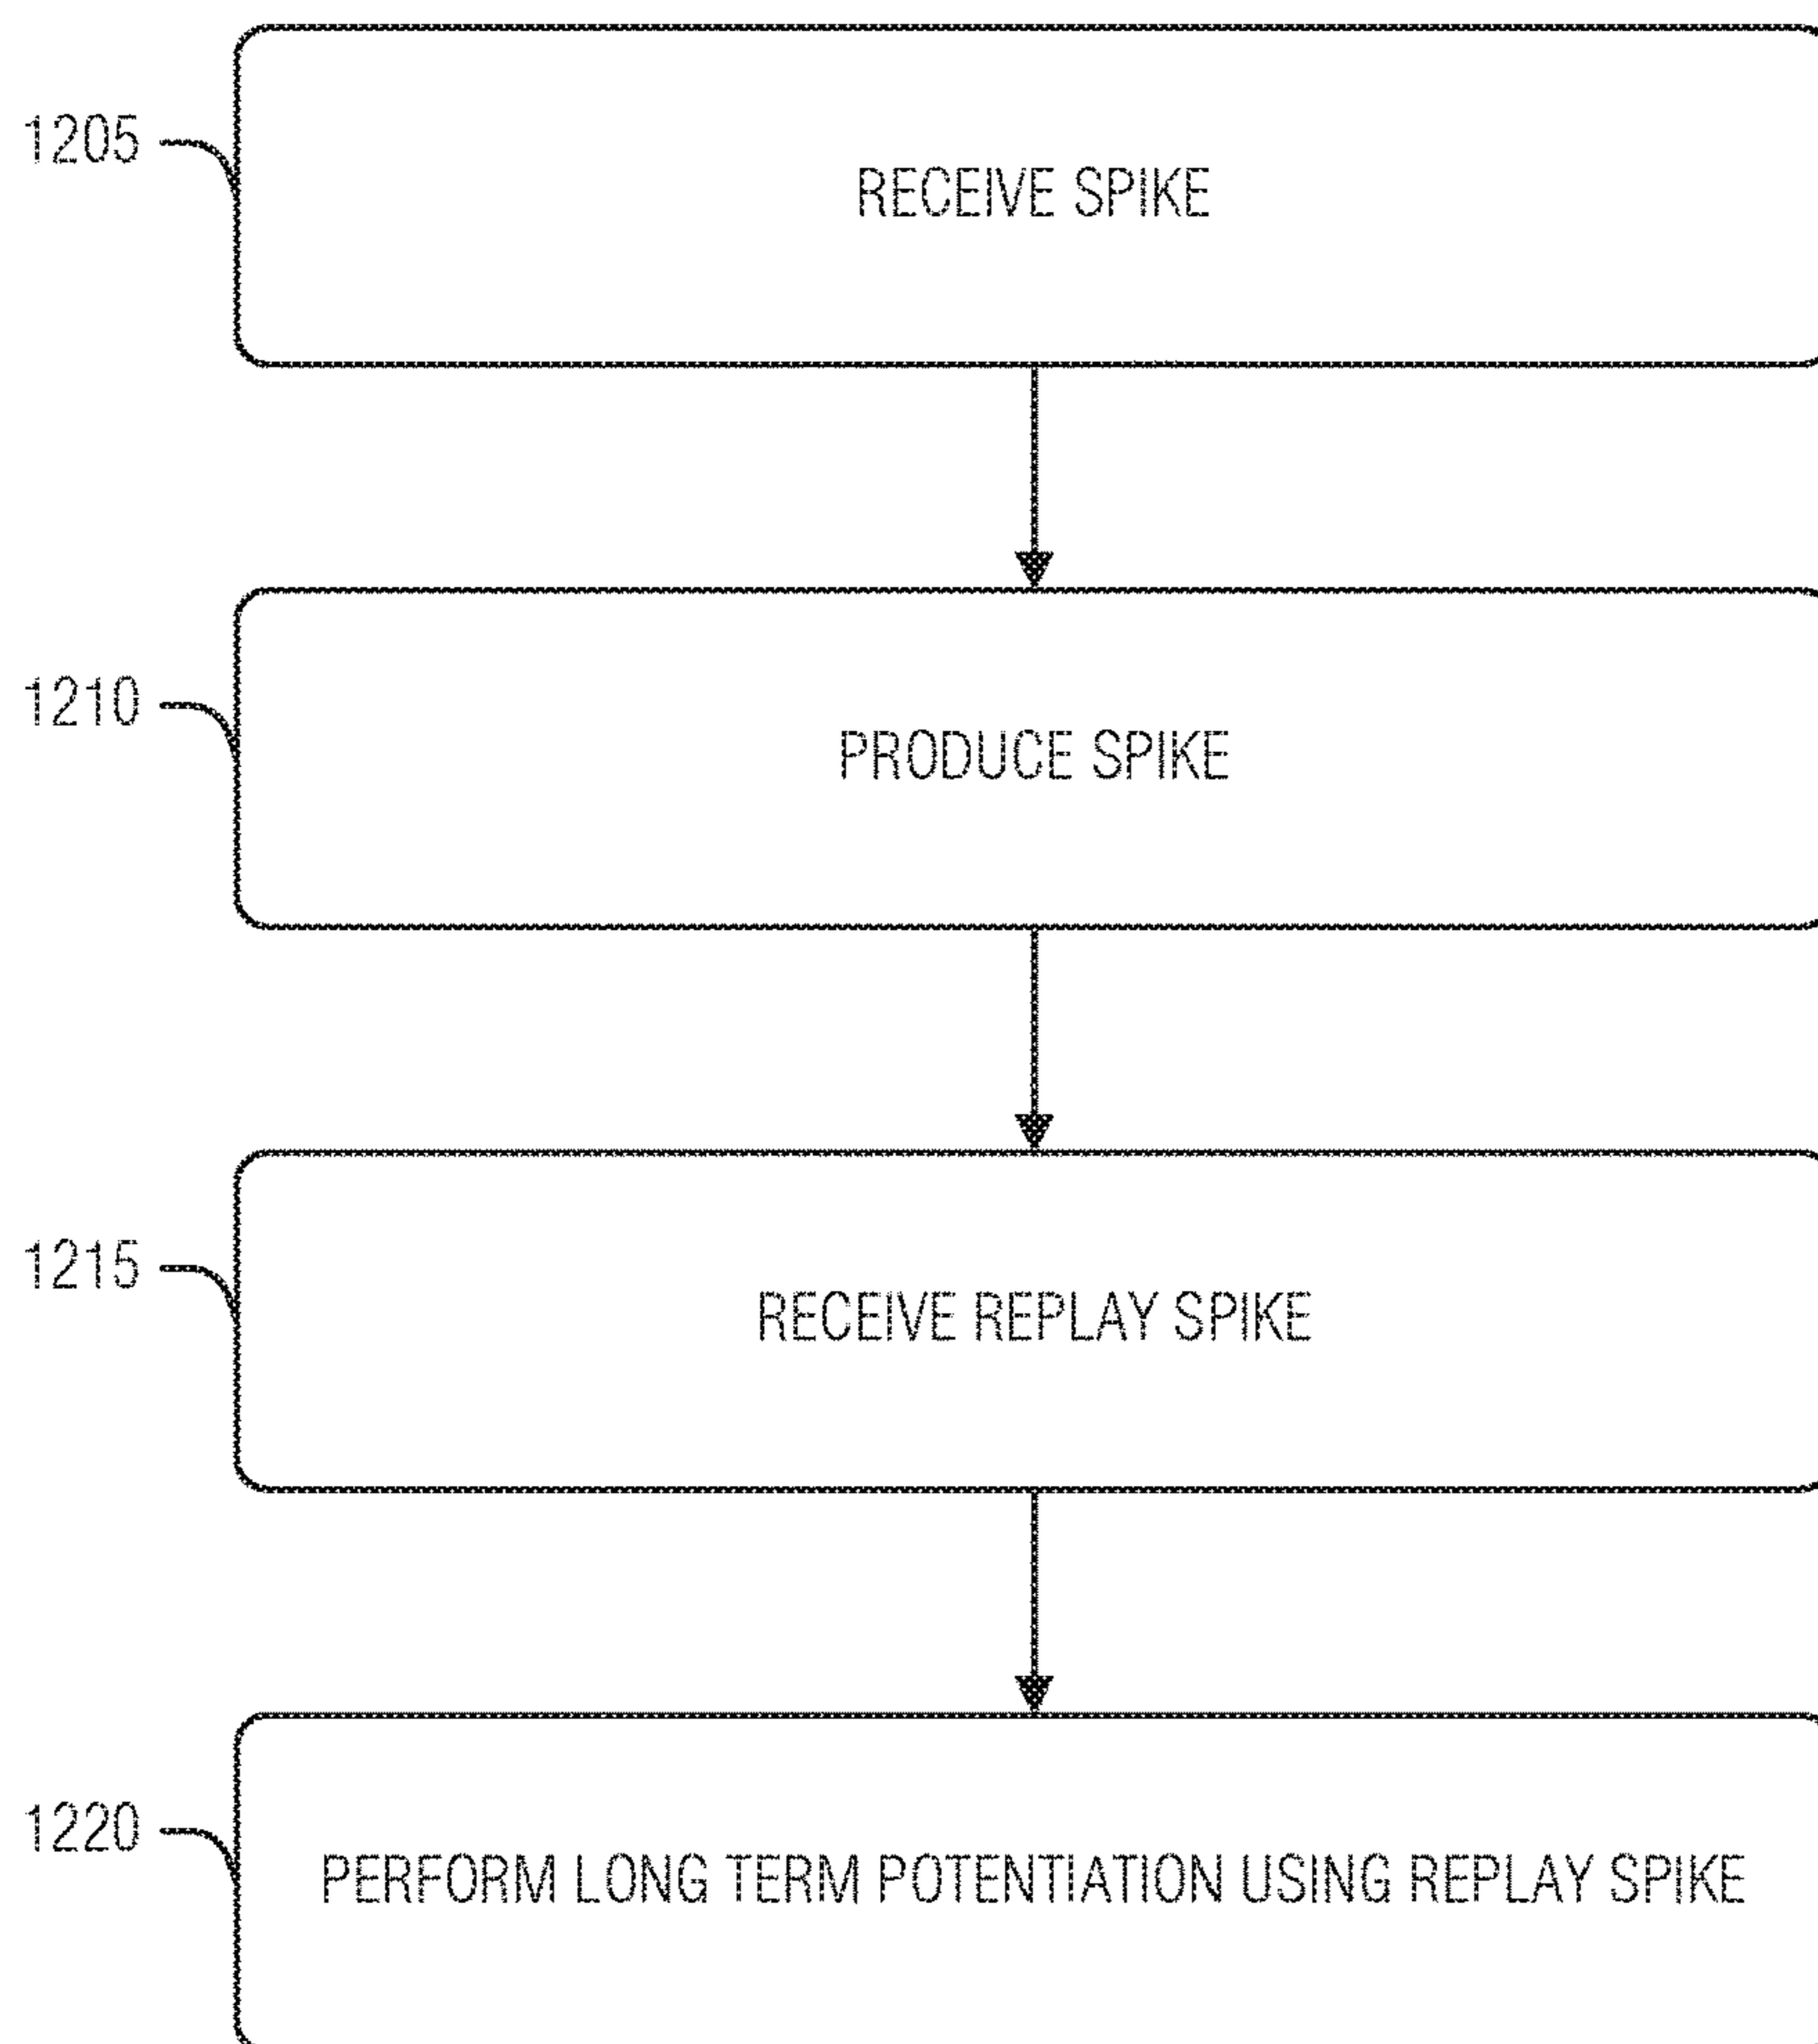 1205
RECEIVE SPIKE
1210
PRODUCE SPIKE
1215
RECEIVE REPLAY SPIKE
1220
PERFORM LONG TERM POTENTIATION USING REPLAY SPIKE